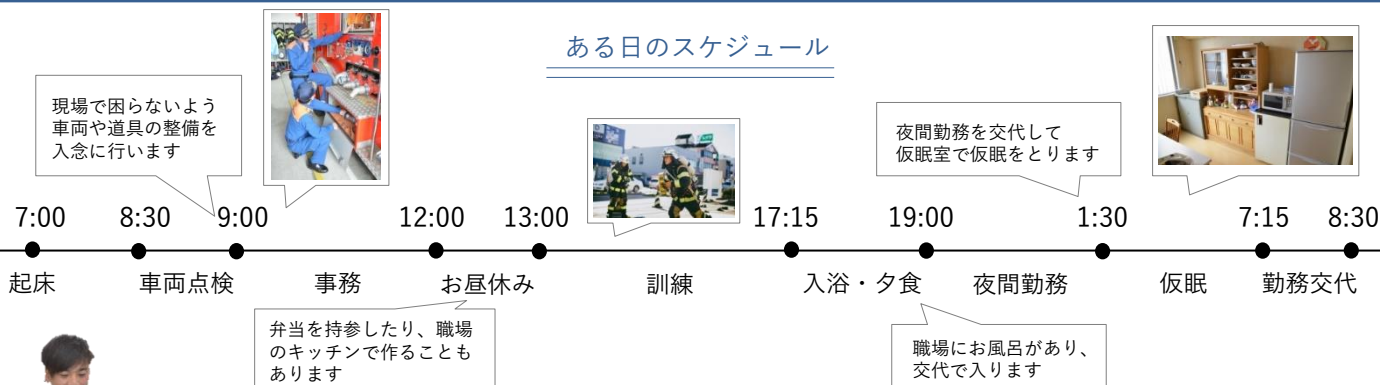 ある日のスケジュール
現場で困らないよう
車両や道具の整備を
入念に行います
夜間勤務を交代して
仮眠室で仮眠をとります
7:00 8:30 9:00 12:00 13:00 17:15 19:00 1:30 7:15 8:30
起床 車両点検 事務 お昼休み 訓練 入浴・夕食 夜間勤務 仮眠 勤務交代
弁当を持参したり、職場
のキッチンで作ることも
あります
職場にお風呂があり、
交代で入ります